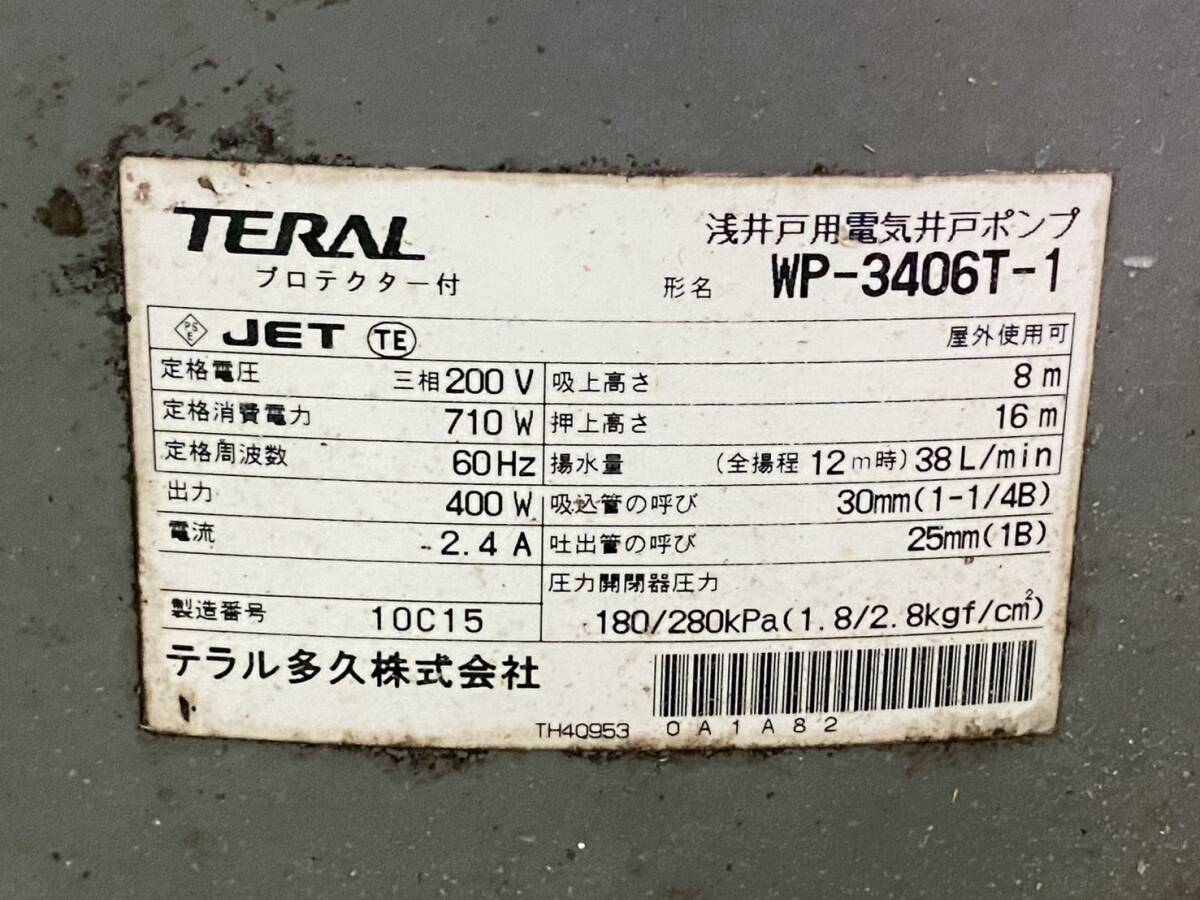 TERAL
プロテクター付
浅井戸用電気井戸ポンプ
形名 WP-3406T-1
PSE JET TE 屋外使用可
定格電圧 三相200V
定格消費電力 710W
定格周波数 60Hz
出力 400W
電流 2.4A
製造番号 10C15
吸上高さ 8m
押上高さ 16m
揚水量 (全揚程12m時)38L/min
吸込管の呼び 30mm(1-1/4B)
吐出管の呼び 25mm(1B)
圧力開閉器圧力
180/280kPa(1.8/2.8kgf/cm²)
テラル多久株式会社
TH40953 0A1A82